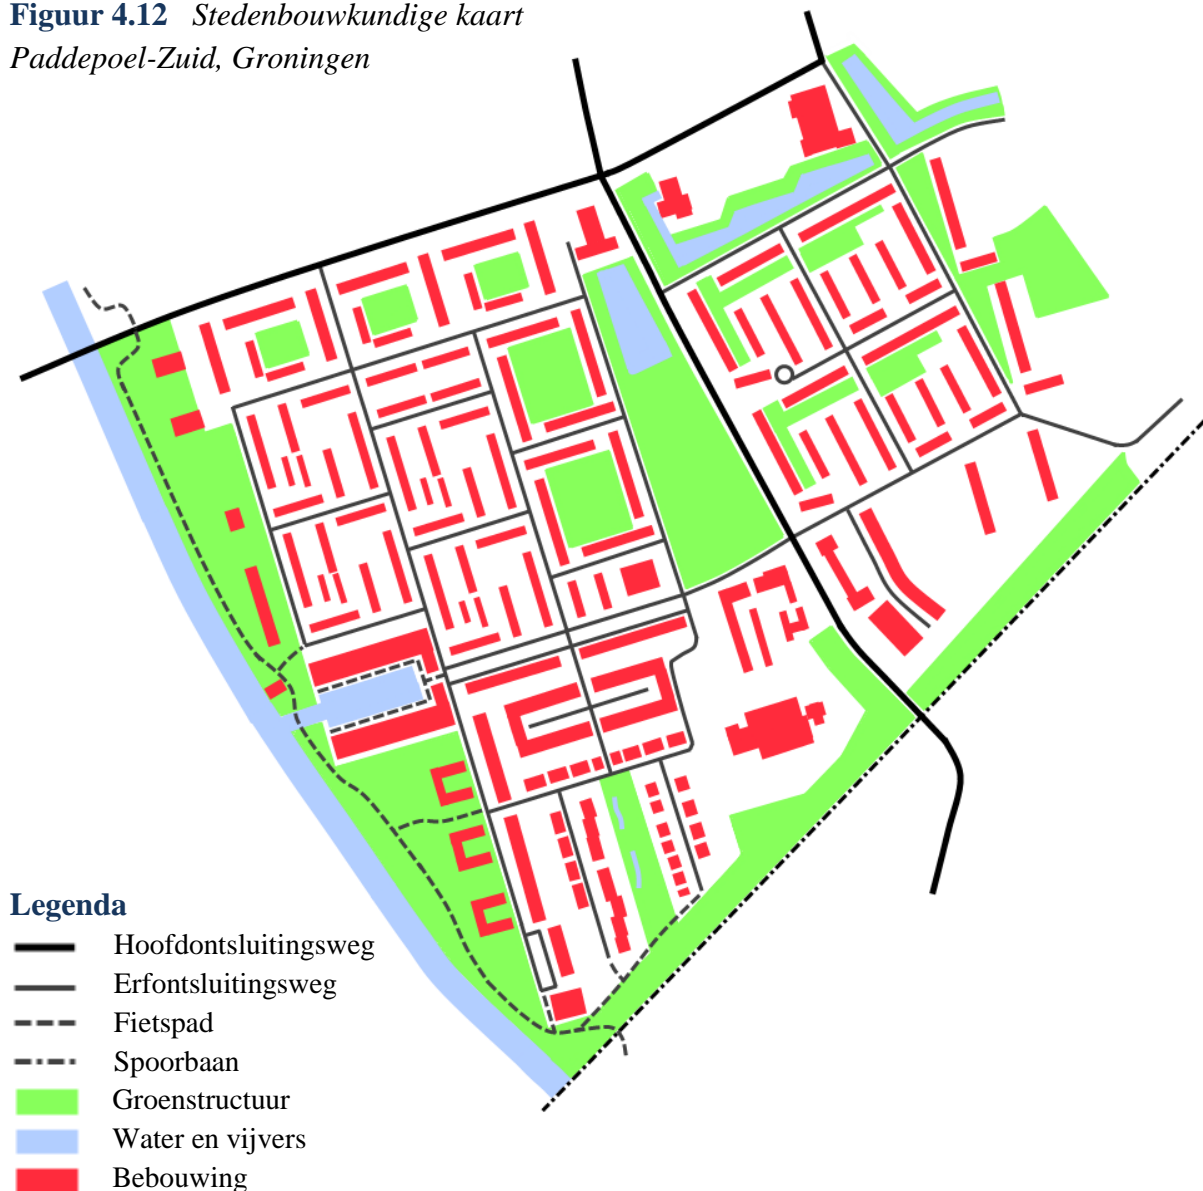 Figuur 4.12 Stedenbouwkundige kaart
Paddepoel-Zuid, Groningen
Legenda
Hoofdontsluitingsweg
Erfontsluitingsweg
Fietspad
Spoorbaan
Groenstructuur
Water en vijvers
Bebouwing